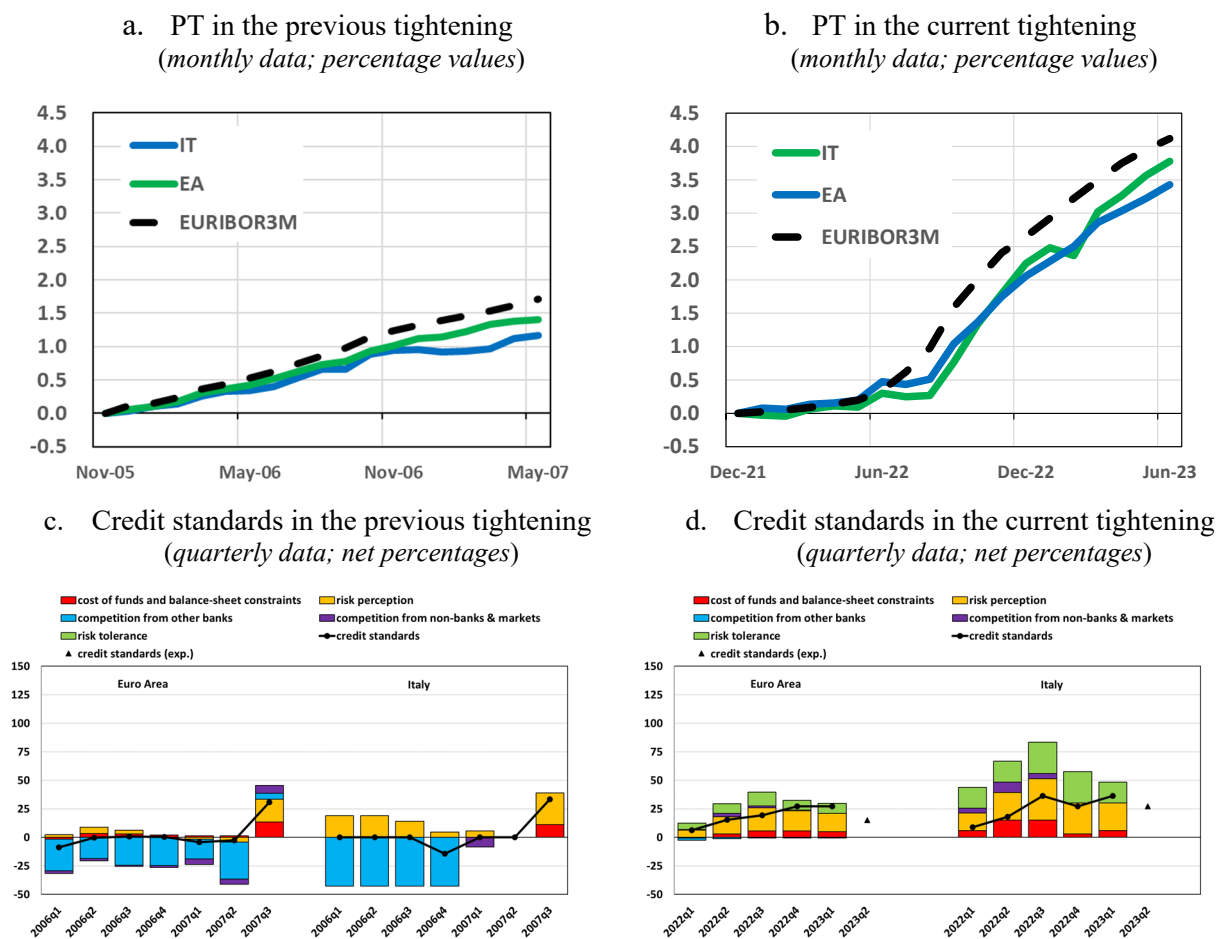 a. PT in the previous tightening
(monthly data; percentage values)
4.5
4.0
3.5
3.0
2.5
2.0
1.5
1.0
0.5
0.0
-0.5
IT
EA
EURIBOR3M
Nov-05 May-06 Nov-06 May-07
b. PT in the current tightening
(monthly data; percentage values)
4.5
4.0
3.5
3.0
2.5
2.0
1.5
1.0
0.5
0.0
-0.5
IT
EA
EURIBOR3M
Dec-21 Jun-22 Dec-22 Jun-23
c. Credit standards in the previous tightening
(quarterly data; net percentages)
cost of funds and balance-sheet constraints risk perception
competition from other banks competition from non-banks & markets
risk tolerance credit standards
credit standards (exp.)
150
125
100
75
50
25
0
-25
-50
Euro Area Italy
2006q1 2006q2 2006q3 2006q4 2007q1 2007q2 2007q3 2006q1 2006q2 2006q3 2006q4 2007q1 2007q2 2007q3
d. Credit standards in the current tightening
(quarterly data; net percentages)
cost of funds and balance-sheet constraints risk perception
competition from other banks competition from non-banks & markets
risk tolerance credit standards
credit standards (exp.)
150
125
100
75
50
25
0
-25
-50
Euro Area Italy
2022q1 2022q2 2022q3 2022q4 2023q1 2023q2 2022q1 2022q2 2022q3 2022q4 2023q1 2023q2